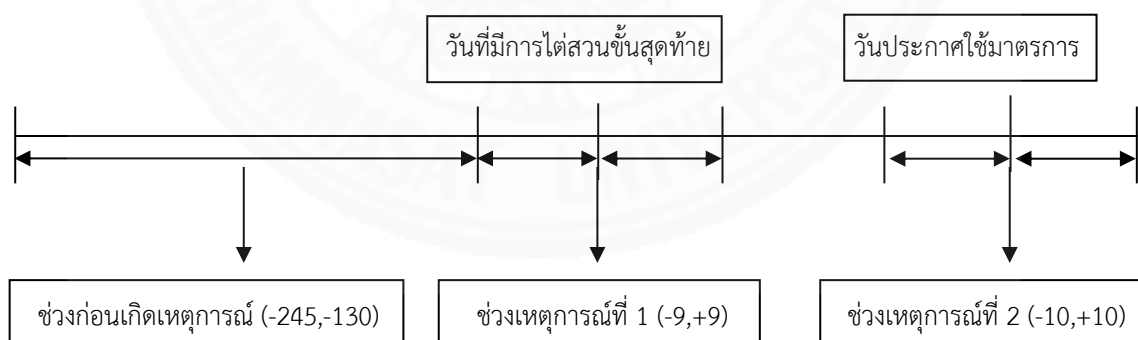 วันที่มีการไต่สวนขั้นสุดท้าย
วันประกาศใช้มาตรการ
ช่วงก่อนเกิดเหตุการณ์ (-245,-130)
ช่วงเหตุการณ์ที่ 1 (-9,+9)
ช่วงเหตุการณ์ที่ 2 (-10,+10)